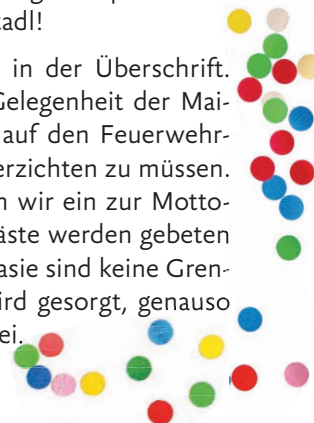 tadl!
in der Überschrift.
Gelegenheit der Mai-
auf den Feuerwehr-
erzichten zu müssen.
n wir ein zur Motto-
äste werden gebeten
asie sind keine Gren-
ird gesorgt, genauso
ei.